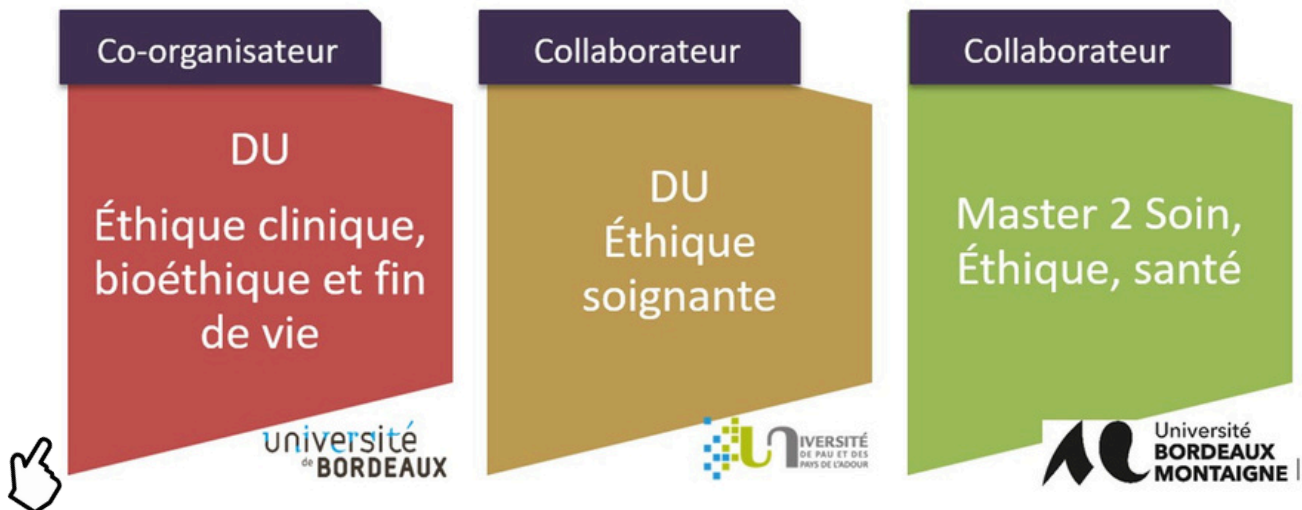 Co-organisateur
DU
Éthique clinique,
bioéthique et fin
de vie
université
de BORDEAUX
Collaborateur
DU
Éthique
soignante
UNIVERSITÉ
DE PAU ET DES
PAYS DE L'ADOUR
Collaborateur
Master 2 Soin,
Éthique, santé
Université
BORDEAUX
MONTAIGNE